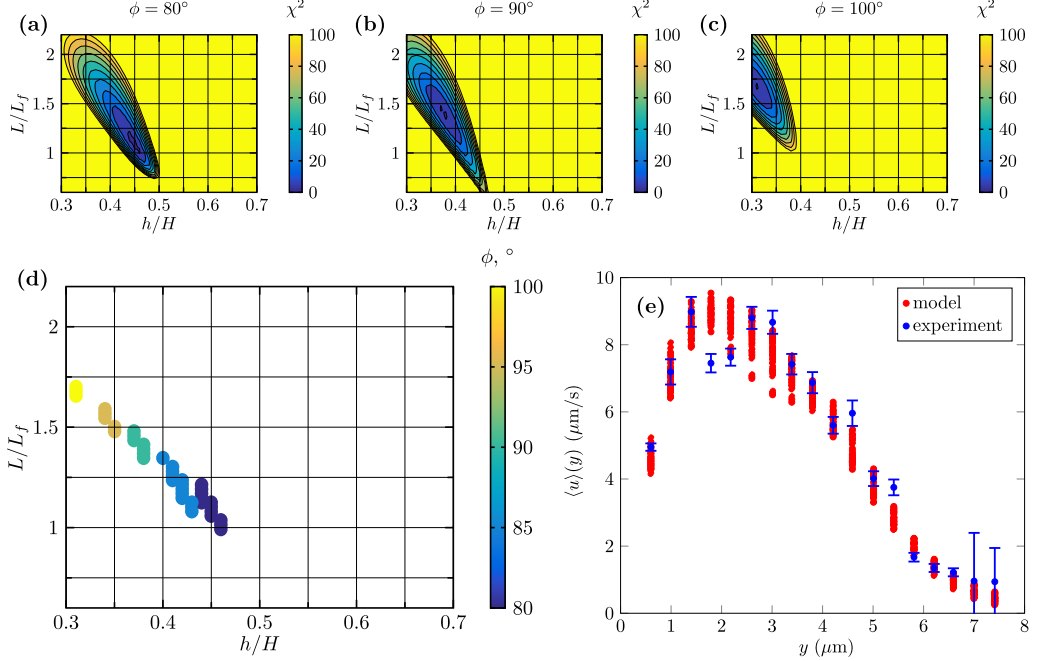 (a)
ϕ = 80°
χ²
L/L_f
2
1.5
1
0.3 0.4 0.5 0.6 0.7
h/H
100
80
60
40
20
0
(b)
ϕ = 90°
χ²
L/L_f
2
1.5
1
0.3 0.4 0.5 0.6 0.7
h/H
100
80
60
40
20
0
(c)
ϕ = 100°
χ²
L/L_f
2
1.5
1
0.3 0.4 0.5 0.6 0.7
h/H
100
80
60
40
20
0
(d)
ϕ, °
L/L_f
2
1.5
1
0.3 0.4 0.5 0.6 0.7
h/H
100
95
90
85
80
(e)
model
experiment
⟨u⟩(y) (μm/s)
10
8
6
4
2
0
0 1 2 3 4 5 6 7 8
y (μm)